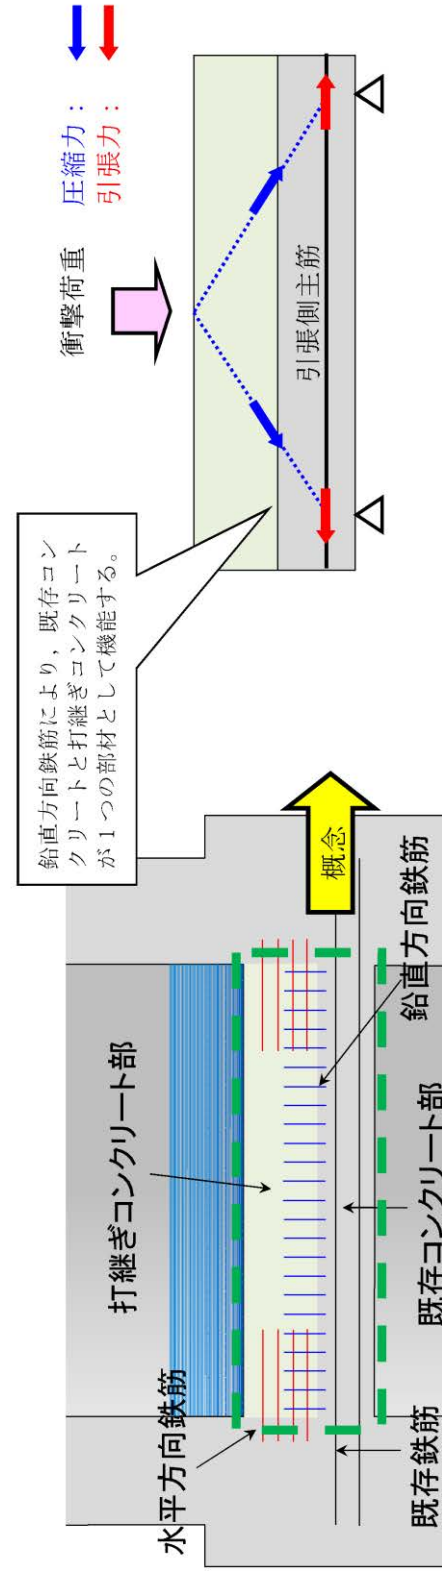 打継ぎコンクリート部
水平方向鉄筋
既存鉄筋
既存コンクリート部
鉛直方向鉄筋
概念
鉛直方向鉄筋により，既存コン
クリートと打継ぎコンクリート
が１つの部材として機能する。
衝撃荷重
圧縮力：
引張力：
引張側主筋